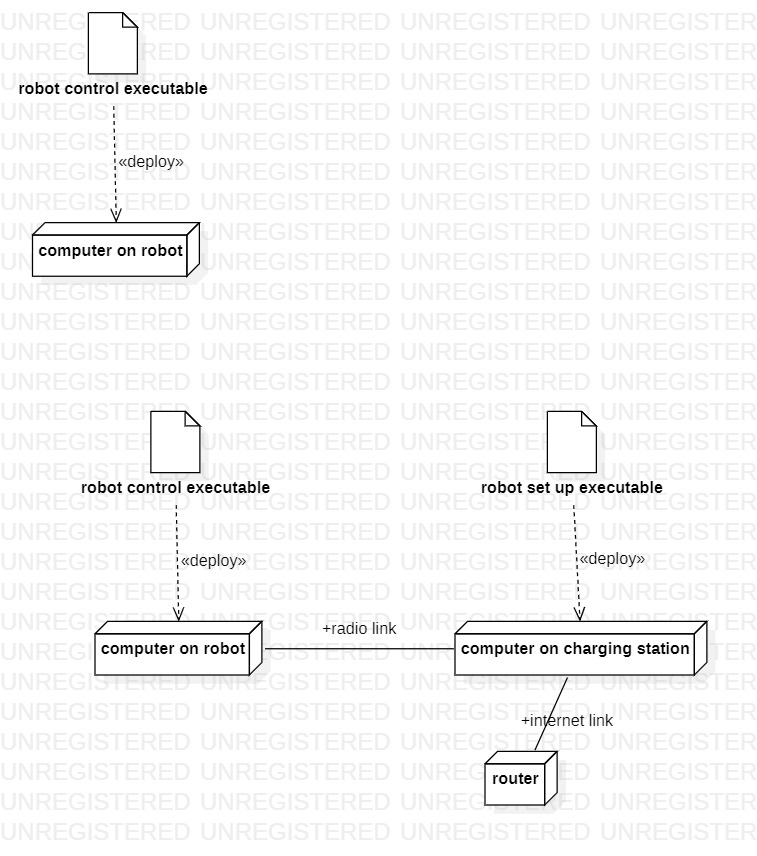 robot control executable
«deploy»
computer on robot
robot control executable
robot set up executable
«deploy»
«deploy»
+radio link
computer on robot
computer on charging station
+internet link
router
UNREGISTERED